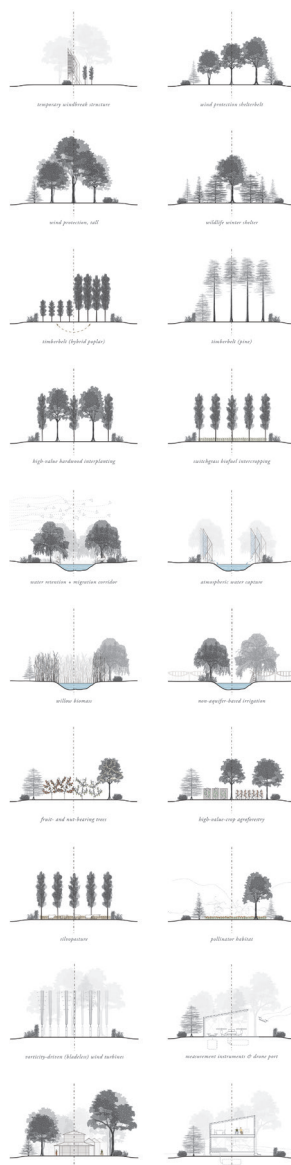 temporary windbreak structure
wind protection shelterbelt
wind protection, tall
wildlife winter shelter
timberbelt (hybrid poplar)
timberbelt (pine)
high-value hardwood interplanting
switchgrass biofuel intercropping
water retention + migration corridor
atmospheric water capture
willow biomass
non-aquifer-based irrigation
fruit- and nut-bearing trees
high-value-crop agroforestry
silvopasture
pollinator habitat
vorticity-driven (bladeless) wind turbines
measurement instruments & drone port